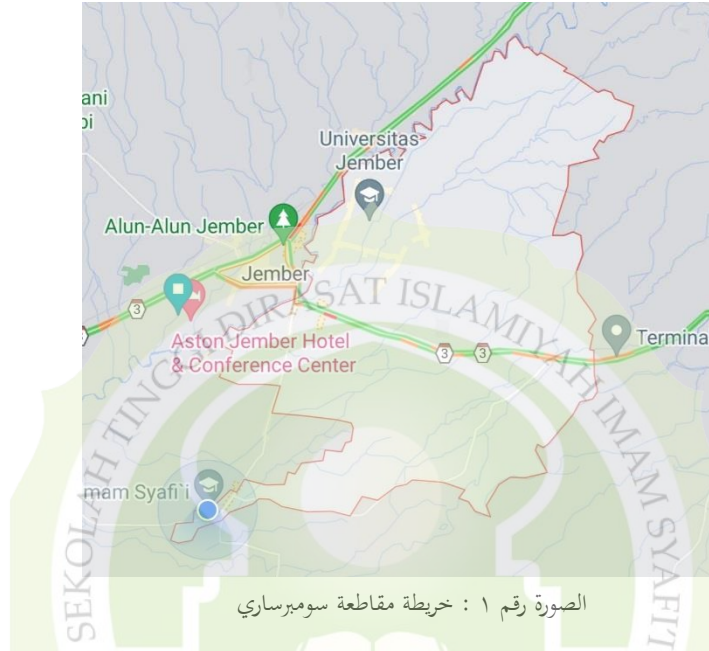 ani
bi
Universitas
Jember
Alun-Alun Jember
Jember
3
Aston Jember Hotel
& Conference Center
3
3
Termina
mam Syafi`i
SEKOLAH TINGGI DIRASAT ISLAMIYAH IMAM SYAFI'I
الصورة رقم ١ : خريطة مقاطعة سومبرساري